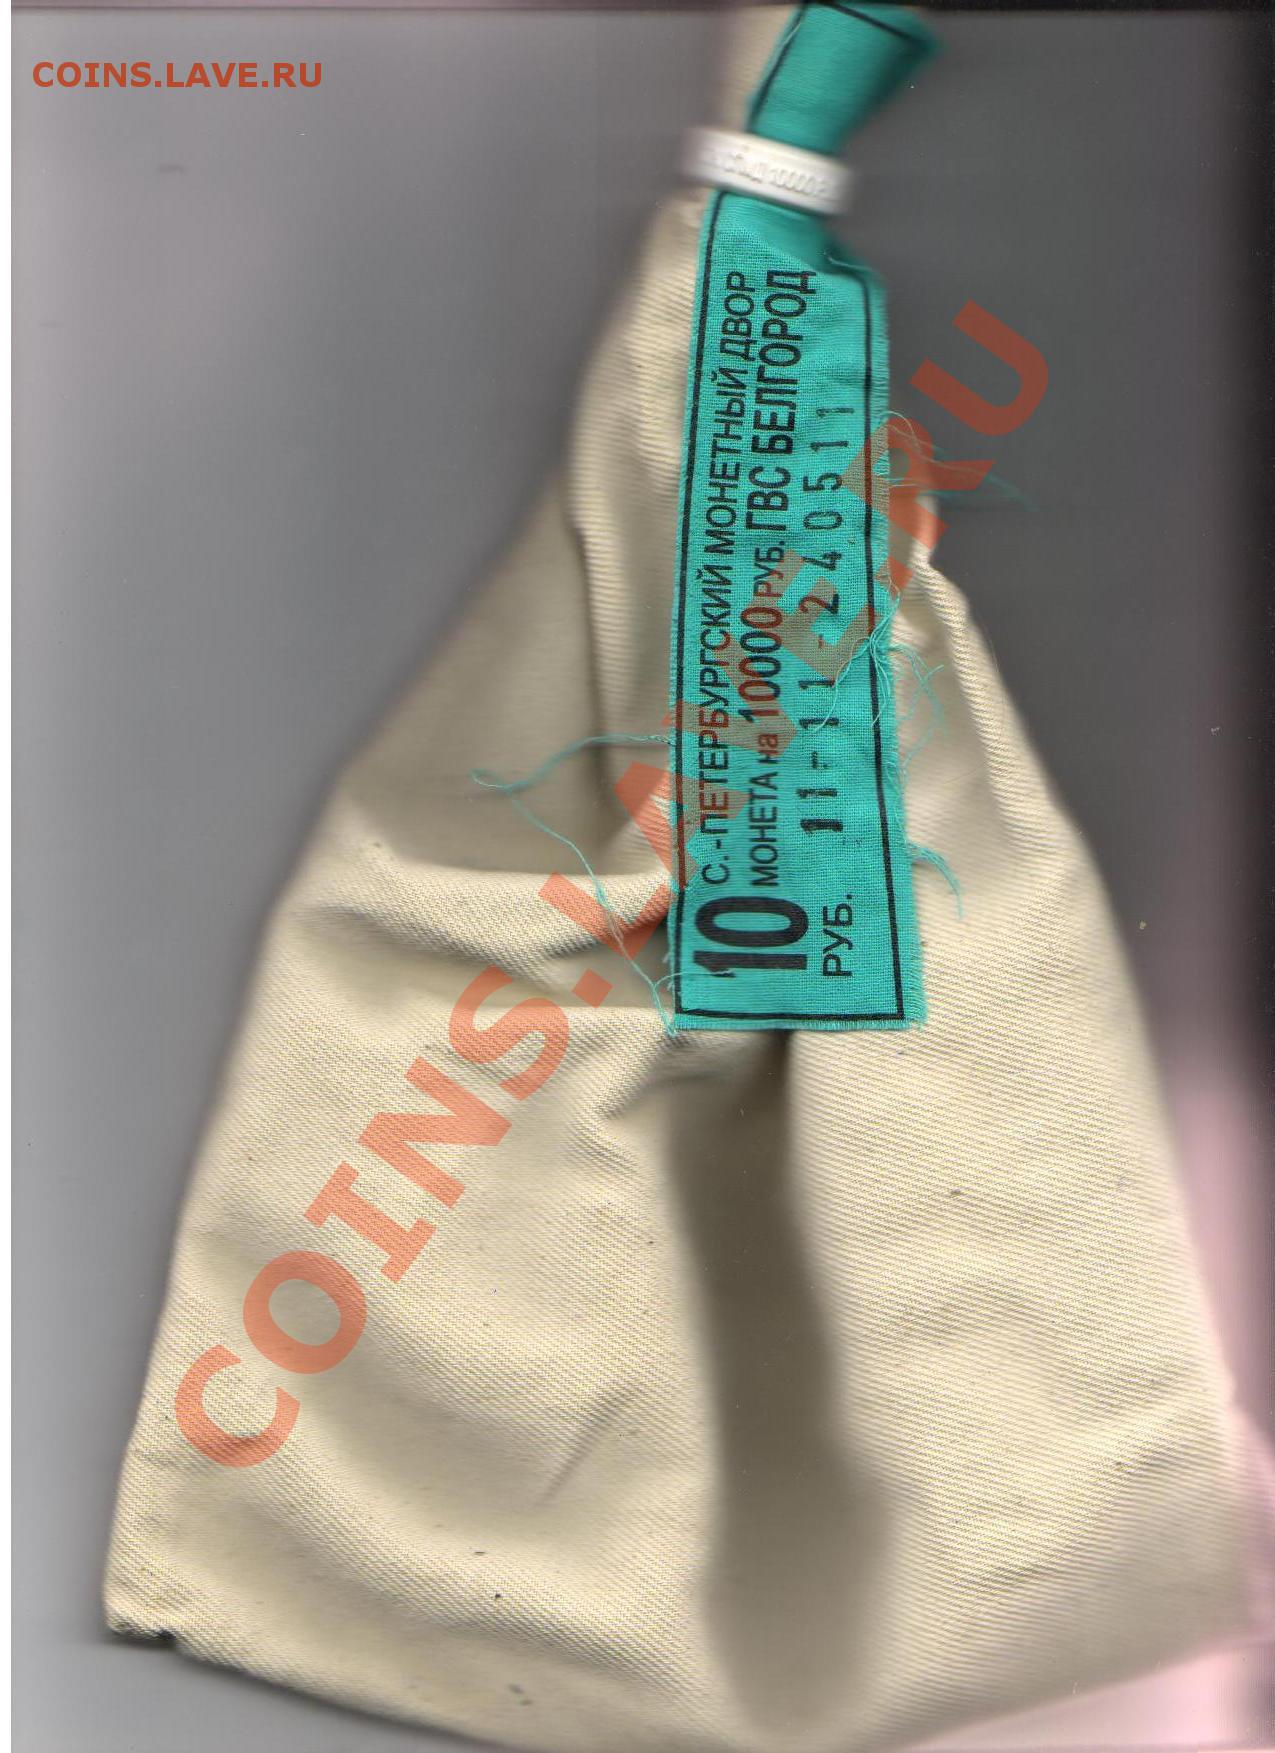 COINS.LAVE.RU
С.-ПЕТЕРБУРГСКИЙ МОНЕТНЫЙ ДВОР
10 МОНЕТА на 10000 РУБ. ГВС БЕЛГОРОД
РУБ. 11-11-240511
10000
COINS.LAVE.RU